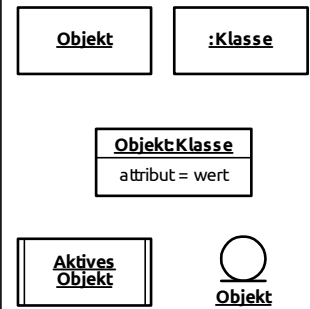 Objekt
:Klasse
Objekt:Klasse
attribut = wert
Aktives
Objekt
Objekt